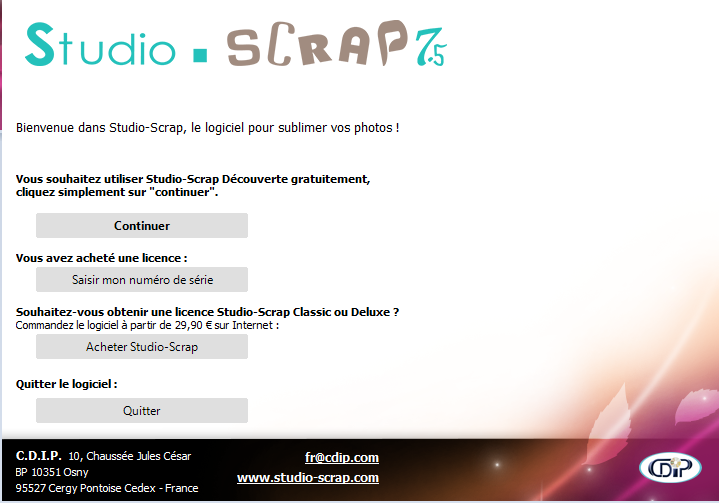 Studio . SCRAP 7.5
Bienvenue dans Studio-Scrap, le logiciel pour sublimer vos photos !
Vous souhaitez utiliser Studio-Scrap Découverte gratuitement,
cliquez simplement sur "continuer".
Continuer
Vous avez acheté une licence :
Saisir mon numéro de série
Souhaitez-vous obtenir une licence Studio-Scrap Classic ou Deluxe ?
Commandez le logiciel à partir de 29,90 € sur Internet :
Acheter Studio-Scrap
Quitter le logiciel :
Quitter
C.D.I.P. 10, Chaussée Jules César
BP 10351 Osny
95527 Cergy Pontoise Cedex - France
fr@cdip.com
www.studio-scrap.com
CDIP